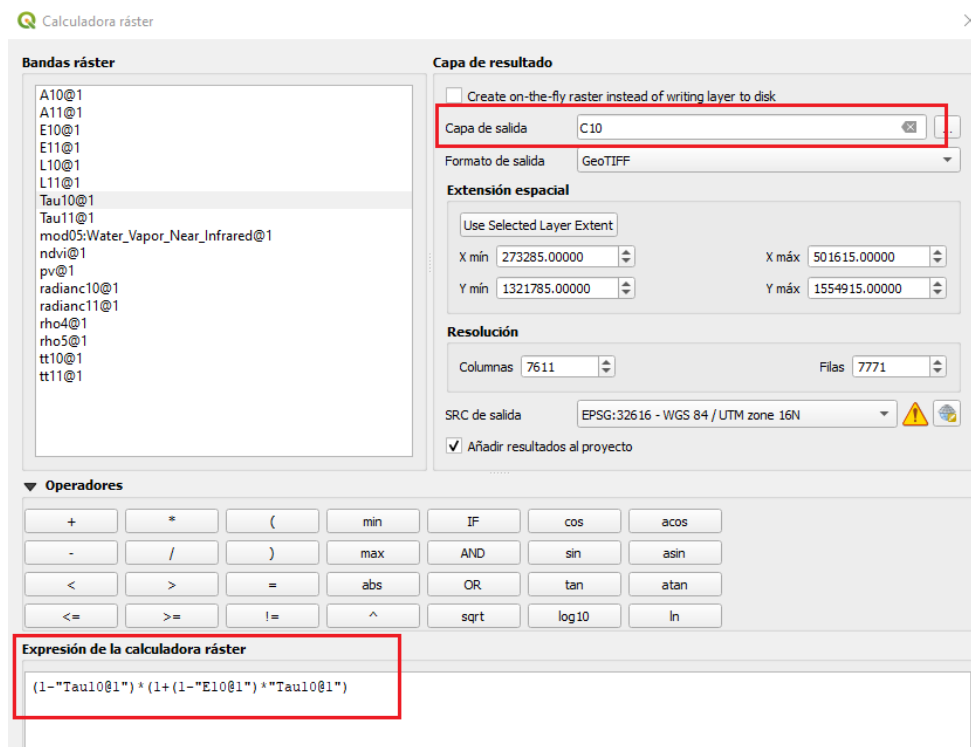 Calculadora ráster
Bandas ráster
A10@1
A11@1
E10@1
E11@1
L10@1
L11@1
Tau10@1
Tau11@1
mod05:Water_Vapor_Near_Infrared@1
ndvi@1
pv@1
radianc10@1
radianc11@1
rho4@1
rho5@1
tt10@1
tt11@1
Capa de resultado
Create on-the-fly raster instead of writing layer to disk
Capa de salida C10
Formato de salida GeoTIFF
Extensión espacial
Use Selected Layer Extent
X mín 273285.00000 X máx 501615.00000
Y mín 1321785.00000 Y máx 1554915.00000
Resolución
Columnas 7611 Filas 7771
SRC de salida EPSG:32616 - WGS 84 / UTM zone 16N
Añadir resultados al proyecto
Operadores
+ * ( min IF cos acos
- / ) max AND sin asin
< > = abs OR tan atan
<= >= != ^ sqrt log10 ln
Expresión de la calculadora ráster
(1-"Tau10@1")*(1+(1-"E10@1")*"Tau10@1")